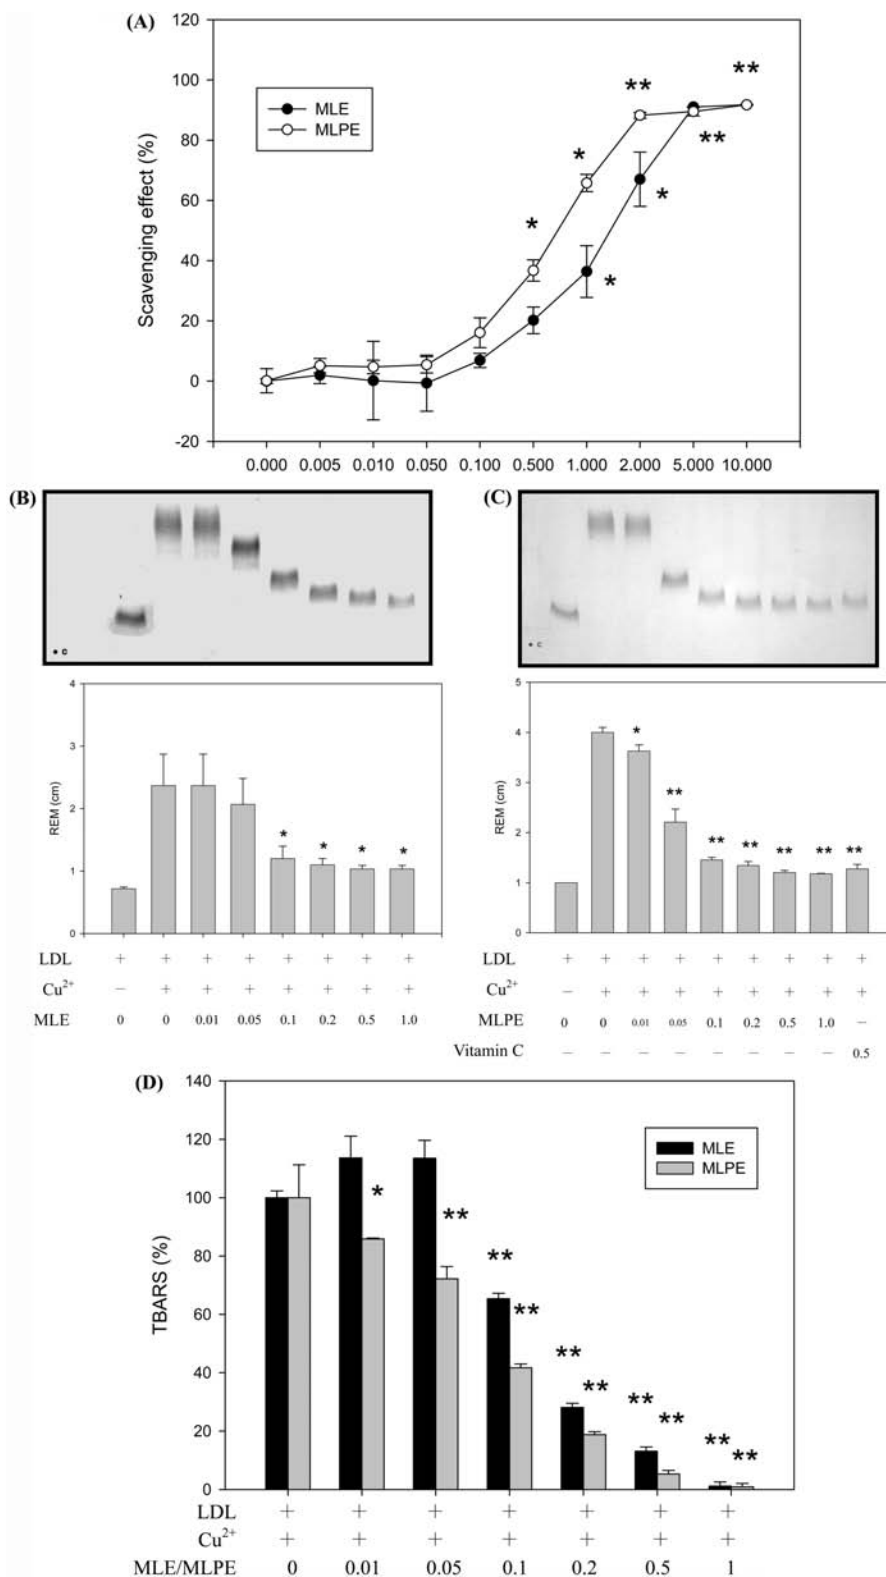 (A)
120
100
80
60
40
20
0
-20
Scavenging effect (%)
MLE
MLPE
* * ** **
* * **
0.000 0.005 0.010 0.050 0.100 0.500 1.000 2.000 5.000 10.000
(B)
C
4
3
2
1
0
REM (cm)
* * * *
LDL + + + + + + + +
Cu2+ − + + + + + + +
MLE 0 0 0.01 0.05 0.1 0.2 0.5 1.0
(C)
C
5
4
3
2
1
0
REM (cm)
* ** ** ** ** ** **
LDL + + + + + + + + +
Cu2+ − + + + + + + + +
MLPE 0 0 0.01 0.05 0.1 0.2 0.5 1.0 −
Vitamin C − − − − − − − − 0.5
(D)
140
120
100
80
60
40
20
0
TBARS (%)
MLE
MLPE
* ** ** ** ** ** ** ** ** **
LDL + + + + + + +
Cu2+ + + + + + + +
MLE/MLPE 0 0.01 0.05 0.1 0.2 0.5 1